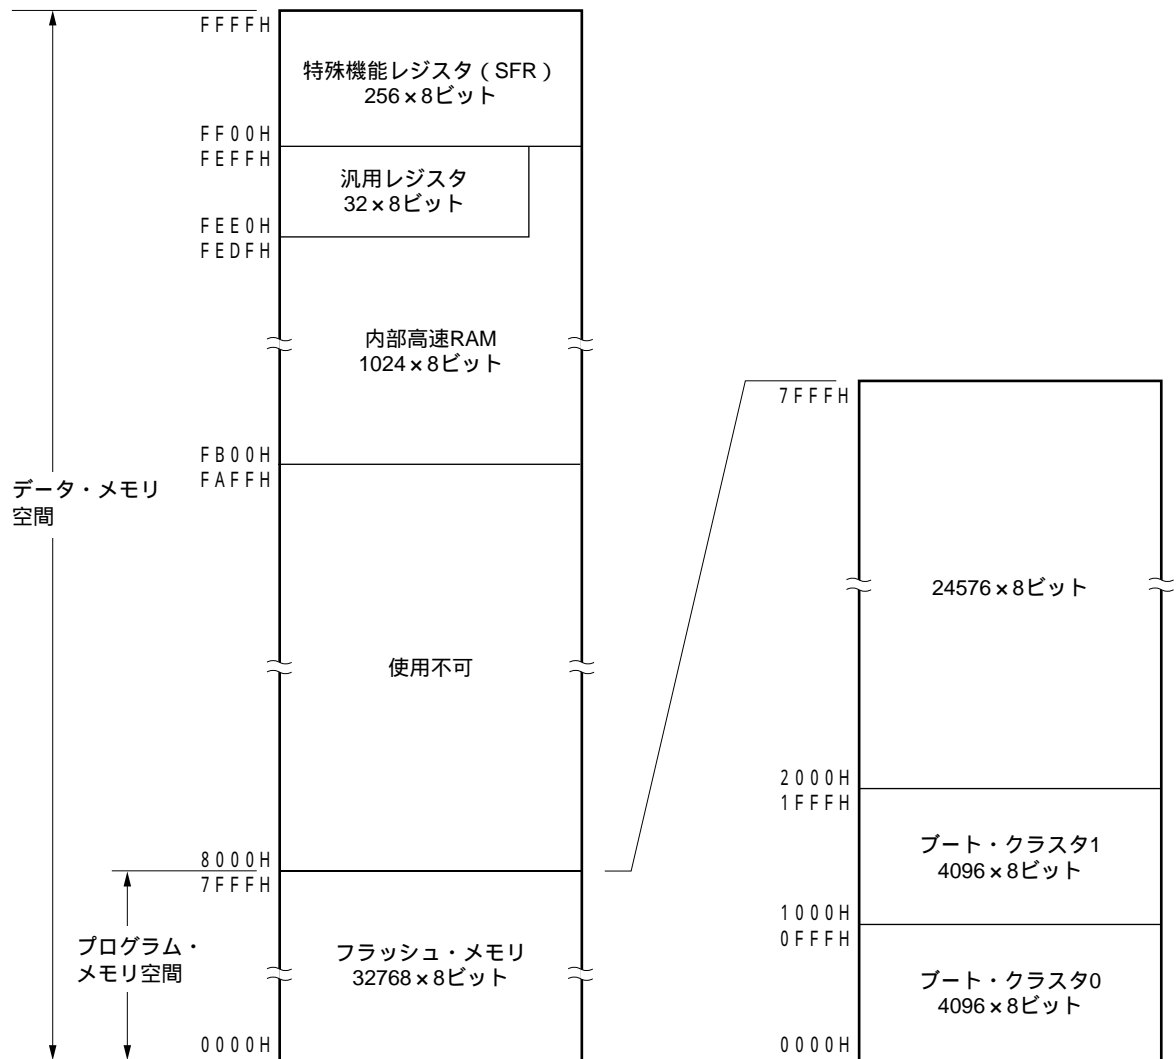 FFFFH
特殊機能レジスタ（SFR）
256×8ビット
FF00H
FEFFH
汎用レジスタ
32×8ビット
FEE0H
FEDFH
内部高速RAM
1024×8ビット
FB00H
FAFFH
データ・メモリ
空間
使用不可
8000H
7FFFH
プログラム・
メモリ空間
フラッシュ・メモリ
32768×8ビット
0000H
7FFFH
24576×8ビット
2000H
1FFFH
ブート・クラスタ1
4096×8ビット
1000H
0FFFH
ブート・クラスタ0
4096×8ビット
0000H